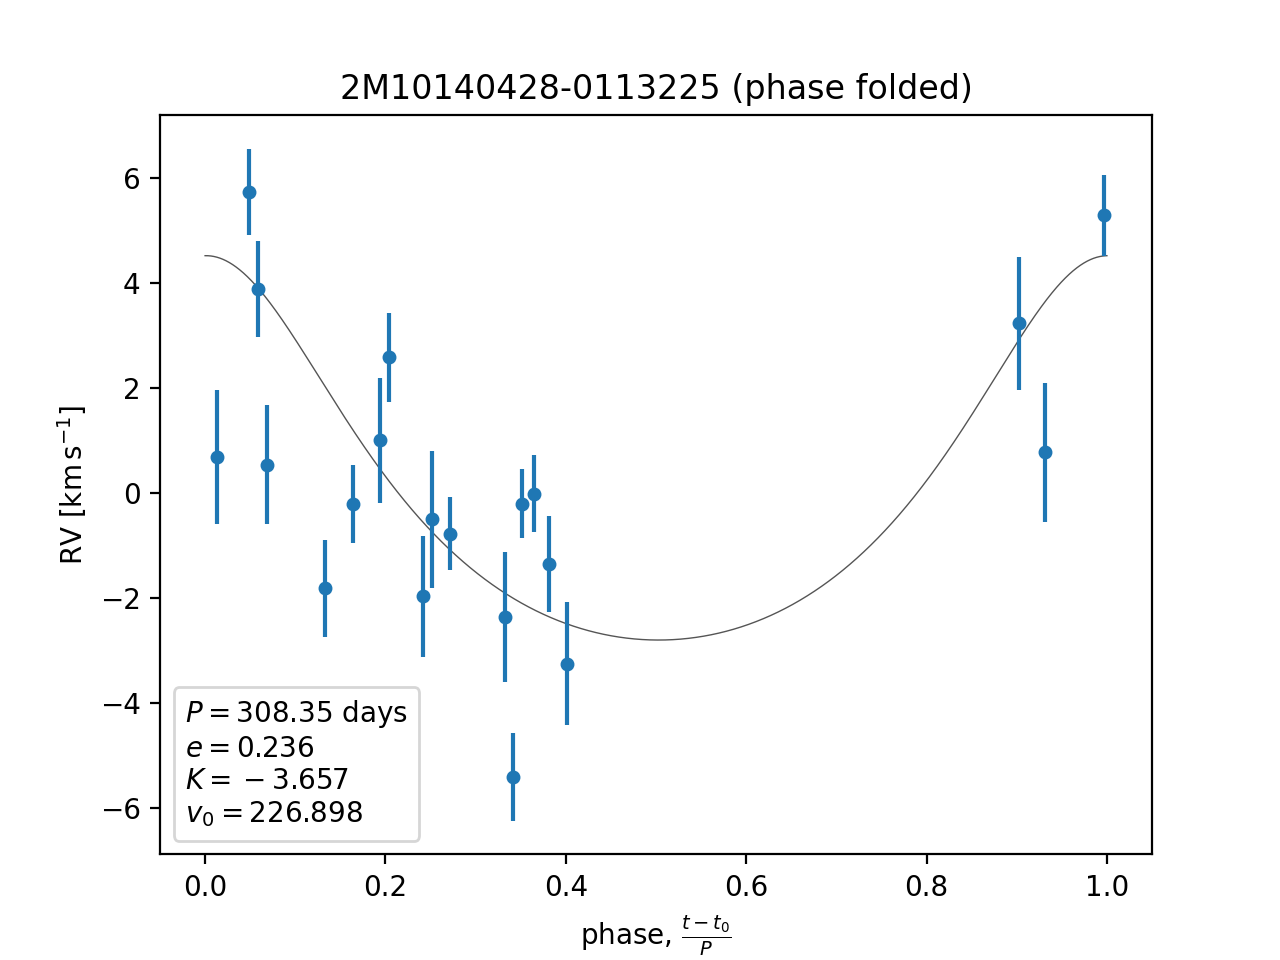 2M10140428-0113225 (phase folded)
RV [km s⁻¹]
6
4
2
0
−2
−4
−6
P = 308.35 days
e = 0.236
K = −3.657
v₀ = 226.898
0.0 0.2 0.4 0.6 0.8 1.0
phase, (t − t₀)/P